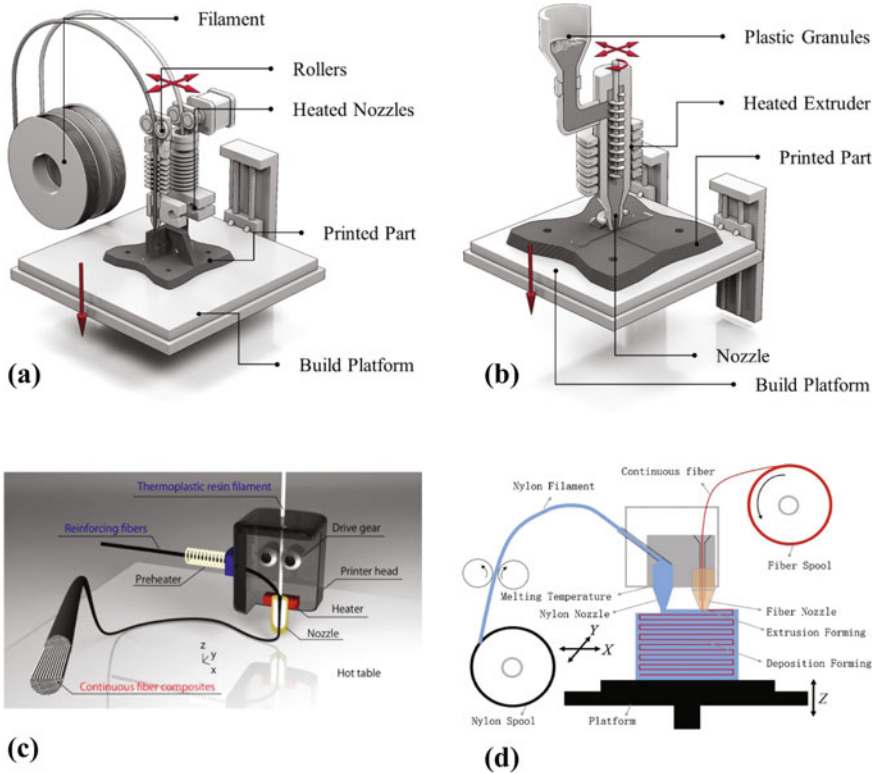 Filament
Rollers
Heated Nozzles
Printed Part
Build Platform
(a)
Plastic Granules
Heated Extruder
Printed Part
Nozzle
Build Platform
(b)
Thermoplastic resin filament
Reinforcing fibers
Drive gear
Preheater
Printer head
Heater
Nozzle
z
y
x
Hot table
Continuous fiber composites
(c)
Continuous fiber
Nylon Filament
Fiber Spool
Melting Temperature
Nylon Nozzle
Fiber Nozzle
Extrusion Forming
Y
X
Deposition Forming
Z
Nylon Spool
Platform
(d)